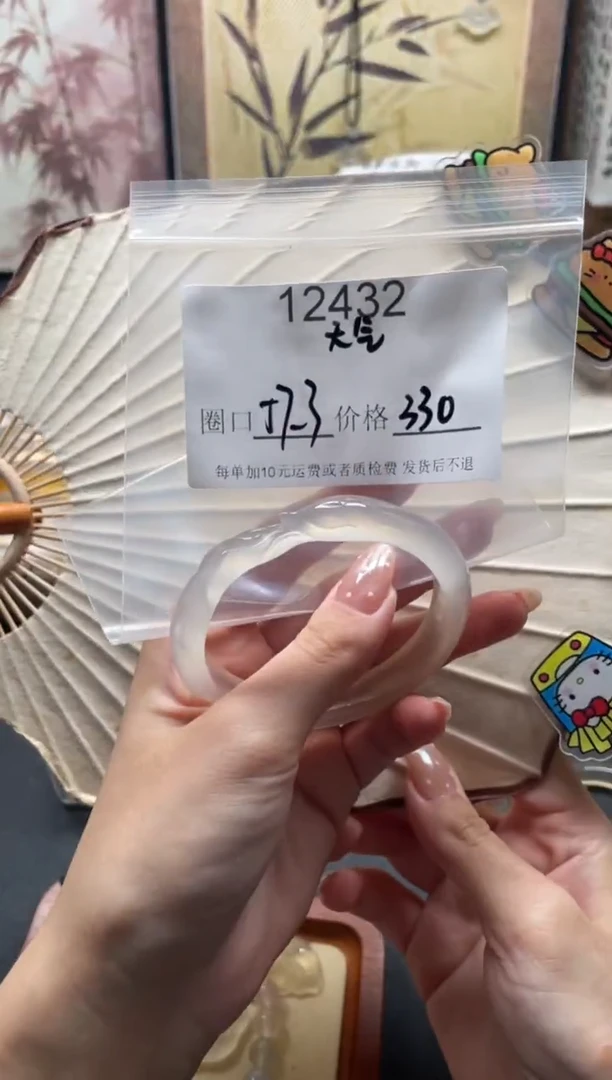 12432
大气
圈口 57-3 价格 330
每单加10元运费或者质检费 发货后不退